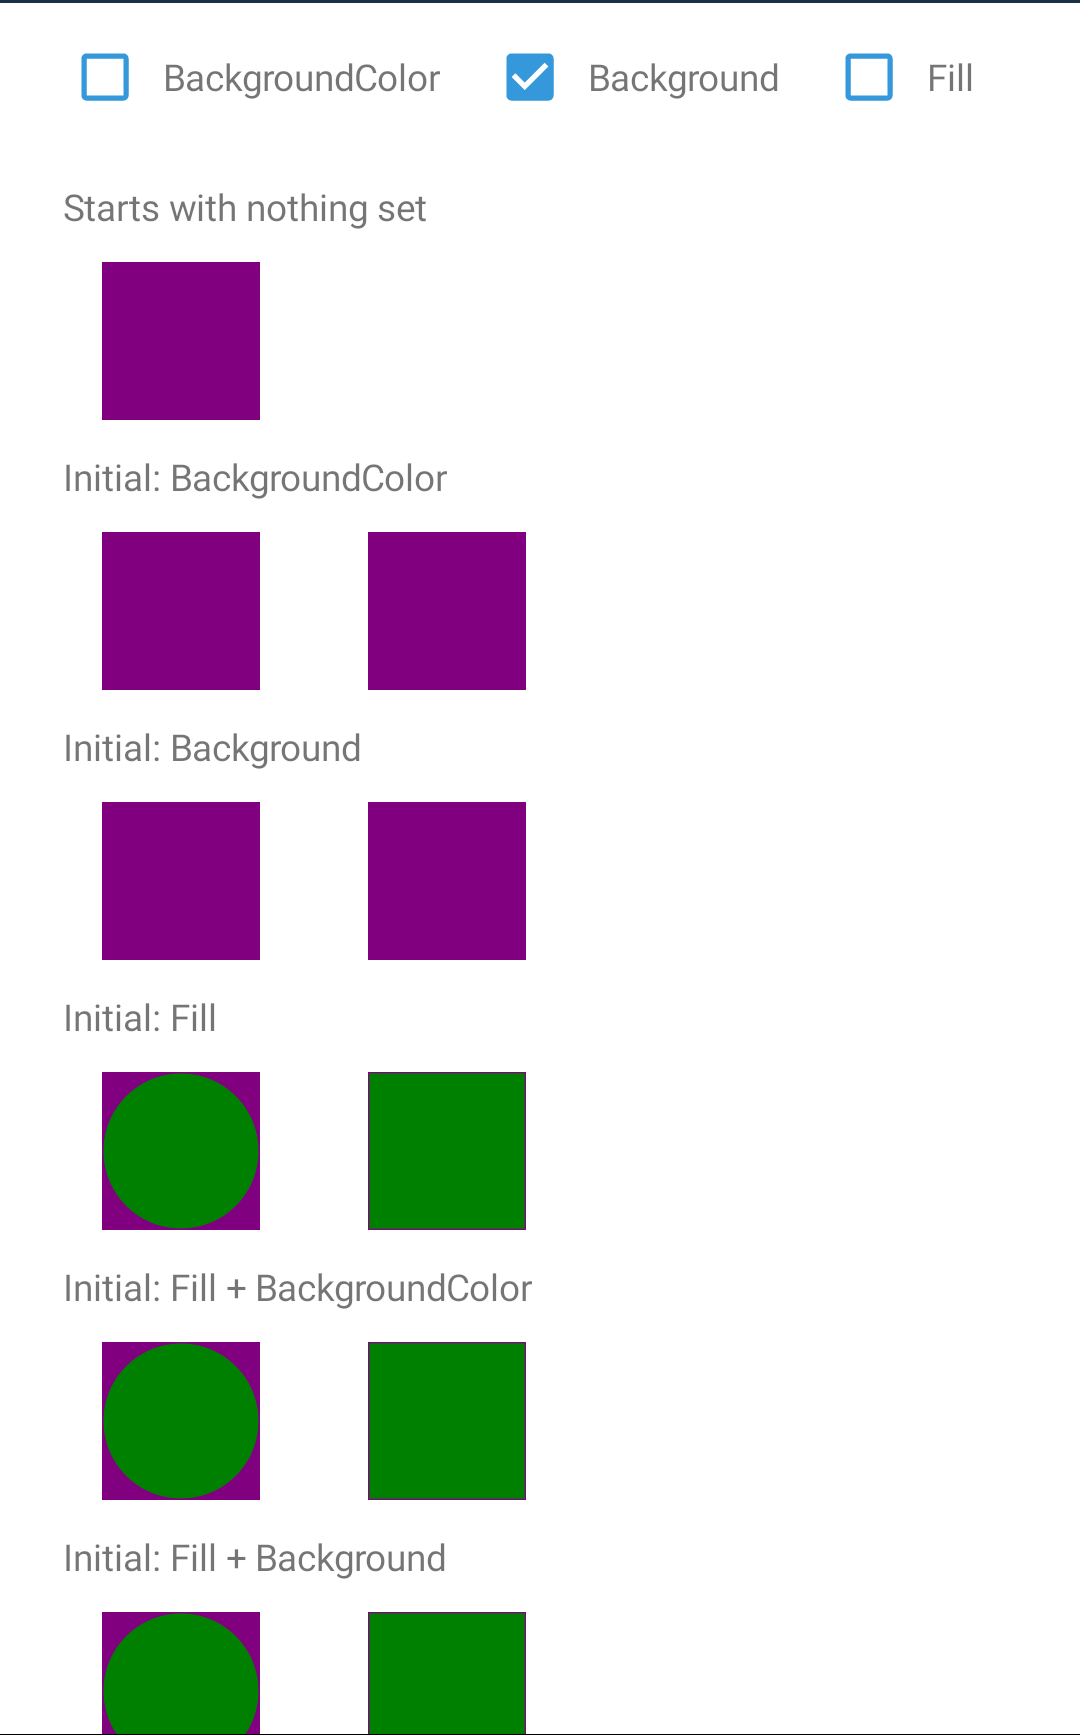 BackgroundColor Background Fill
Starts with nothing set
Initial: BackgroundColor
Initial: Background
Initial: Fill
Initial: Fill + BackgroundColor
Initial: Fill + Background